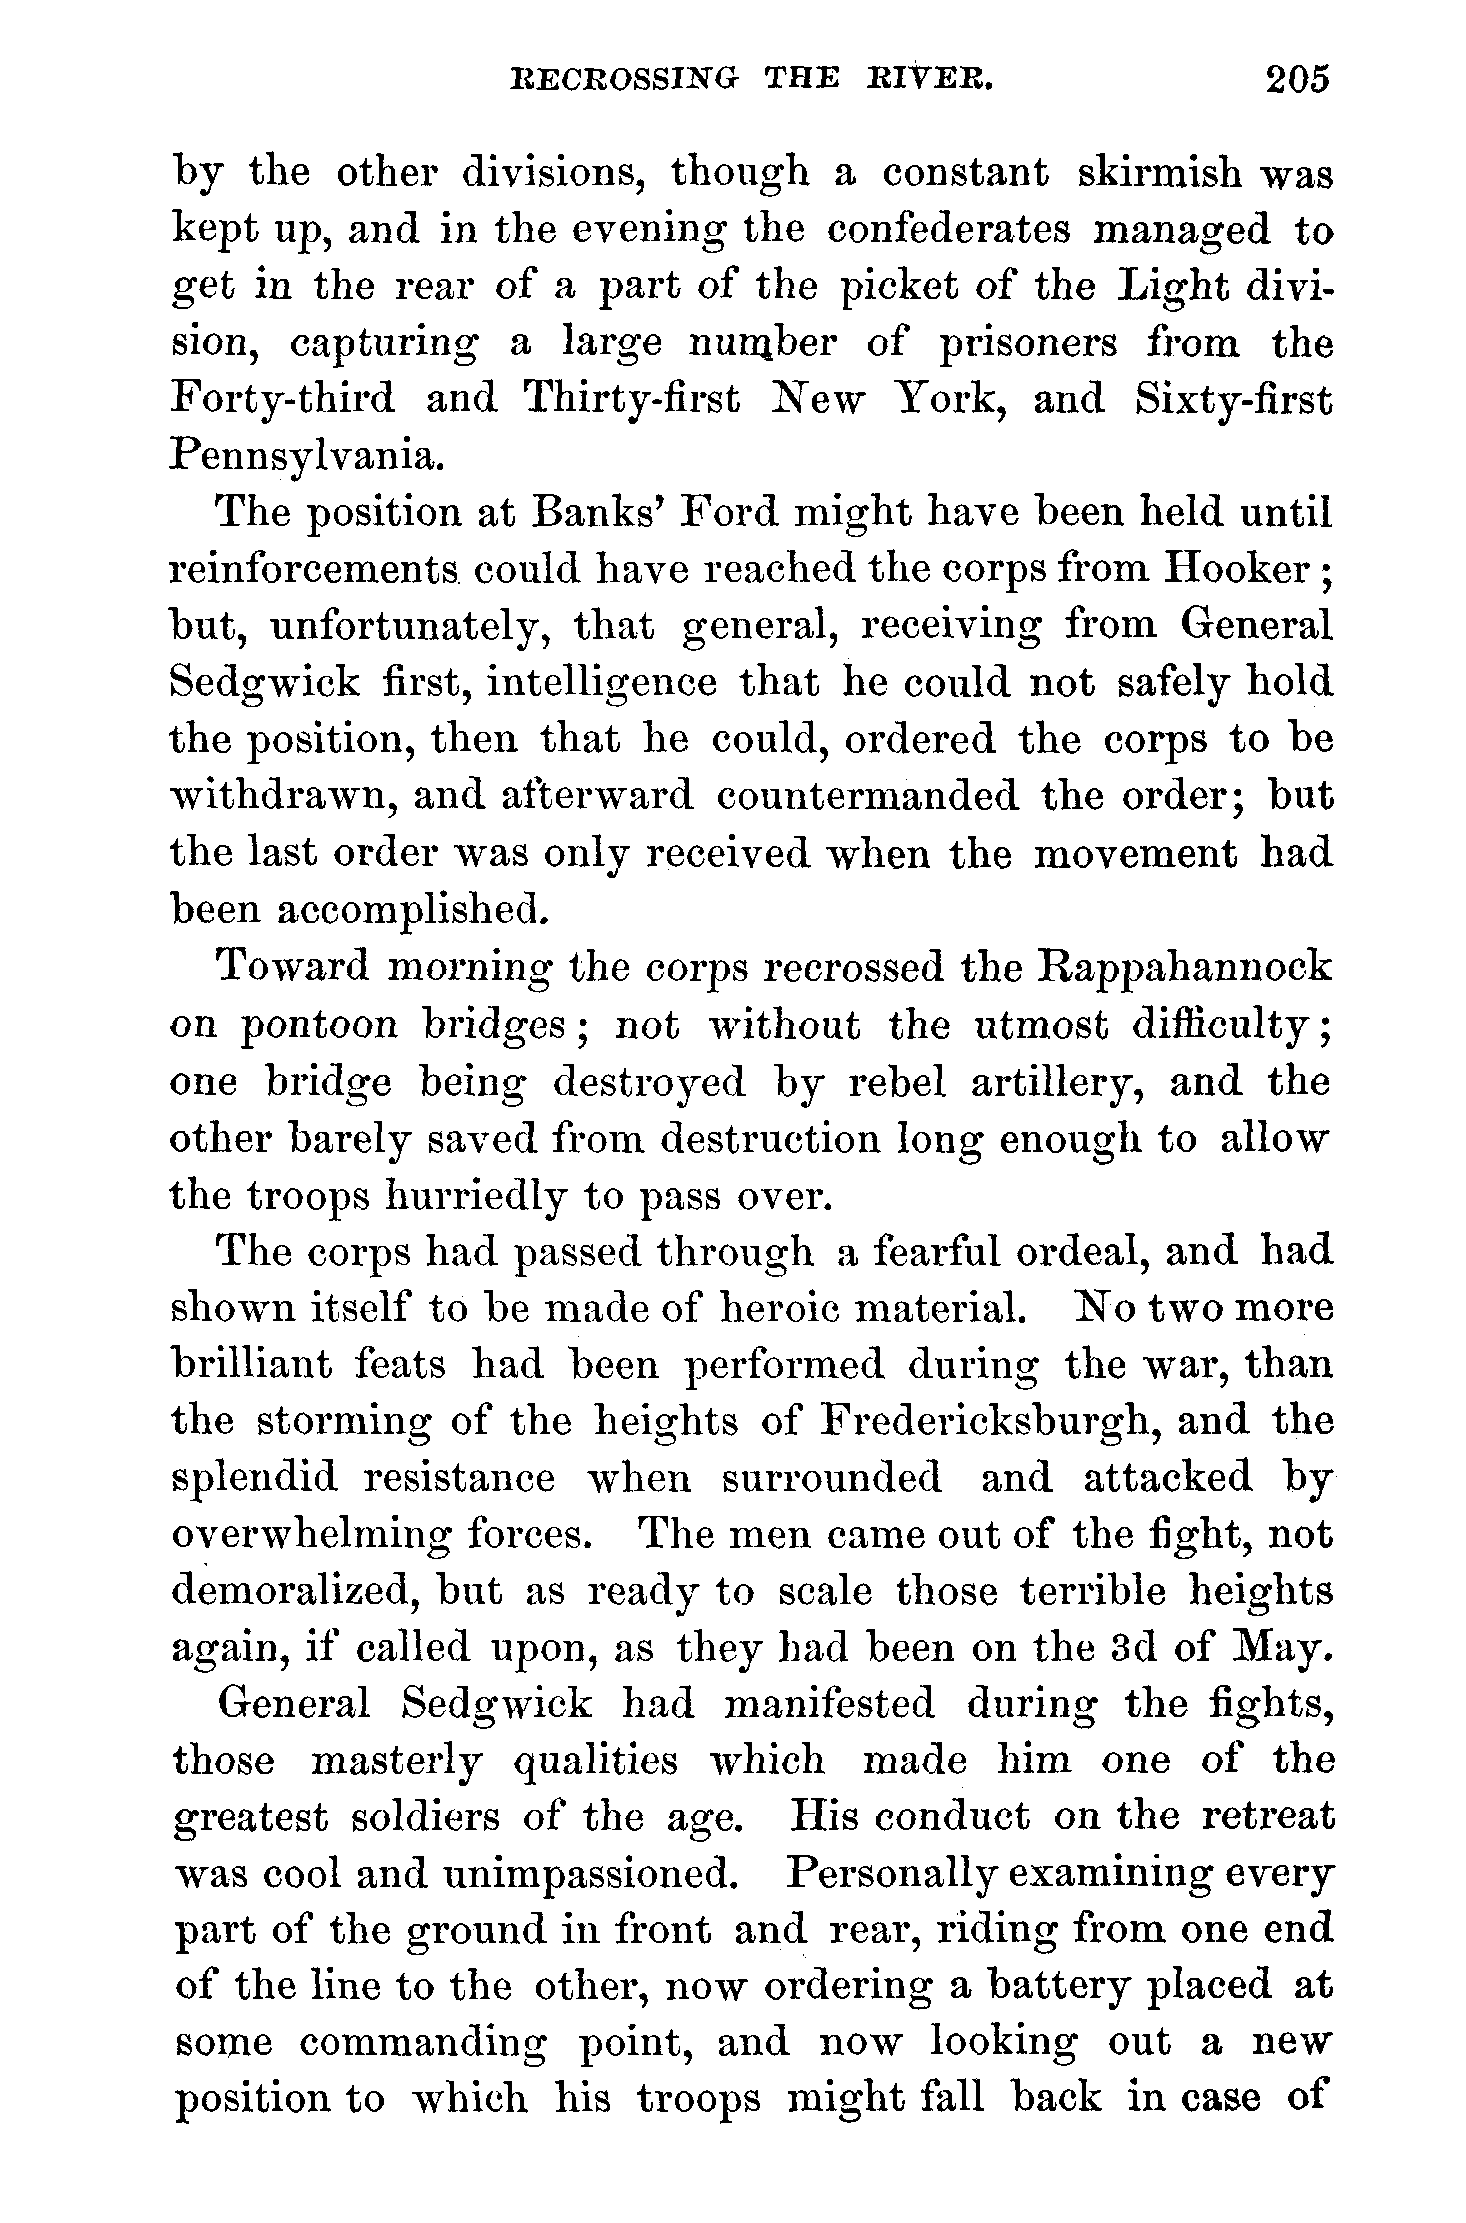 RECROSSING THE RIVER. 205
by the other divisions, though a constant skirmish was
kept up, and in the evening the confederates managed to
get in the rear of a part of the picket of the Light divi-
sion, capturing a large number of prisoners from the
Forty-third and Thirty-first New York, and Sixty-first
Pennsylvania.
The position at Banks' Ford might have been held until
reinforcements could have reached the corps from Hooker;
but, unfortunately, that general, receiving from General
Sedgwick first, intelligence that he could not safely hold
the position, then that he could, ordered the corps to be
withdrawn, and afterward countermanded the order; but
the last order was only received when the movement had
been accomplished.
Toward morning the corps recrossed the Rappahannock
on pontoon bridges; not without the utmost difficulty;
one bridge being destroyed by rebel artillery, and the
other barely saved from destruction long enough to allow
the troops hurriedly to pass over.
The corps had passed through a fearful ordeal, and had
shown itself to be made of heroic material. No two more
brilliant feats had been performed during the war, than
the storming of the heights of Fredericksburgh, and the
splendid resistance when surrounded and attacked by
overwhelming forces. The men came out of the fight, not
demoralized, but as ready to scale those terrible heights
again, if called upon, as they had been on the 3d of May.
General Sedgwick had manifested during the fights,
those masterly qualities which made him one of the
greatest soldiers of the age. His conduct on the retreat
was cool and unimpassioned. Personally examining every
part of the ground in front and rear, riding from one end
of the line to the other, now ordering a battery placed at
some commanding point, and now looking out a new
position to which his troops might fall back in case of